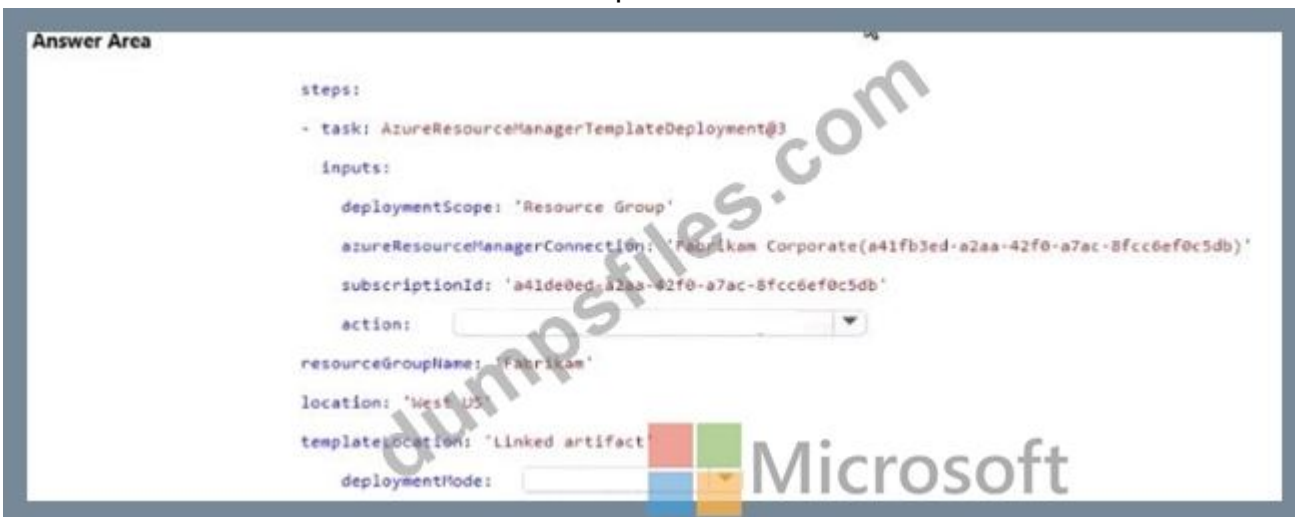 Answer Area
steps:
- task: AzureResourceManagerTemplateDeployment@3
inputs:
deploymentScope: 'Resource Group'
azureResourceManagerConnection: 'Fabrikam Corporate(a41fb3ed-a2aa-42f0-a7ac-8fcc6ef0c5db)'
subscriptionId: 'a41de0ed-a2aa-42f0-a7ac-8fcc6ef0c5db'
action:
resourceGroupName: 'Fabrikam'
location: 'West US'
templateLocation: 'Linked artifact'
deploymentMode:
dumpsfiles.com
Microsoft